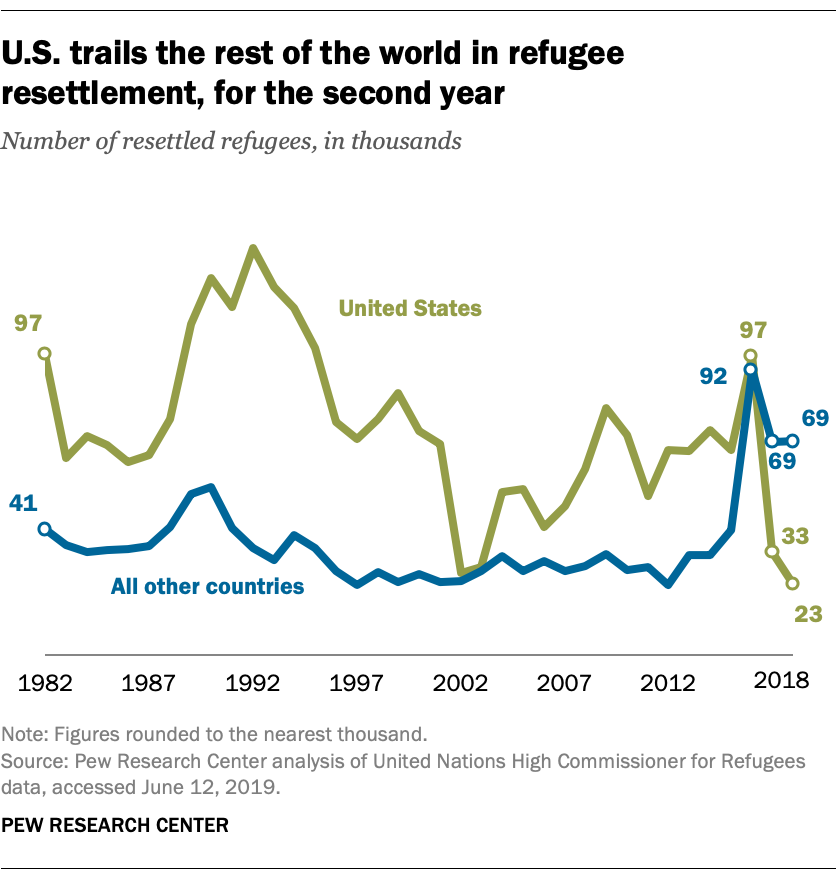 U.S. trails the rest of the world in refugee
resettlement, for the second year
Number of resettled refugees, in thousands
97
United States
97
92
69
69
41
33
All other countries
23
1982 1987 1992 1997 2002 2007 2012 2018
Note: Figures rounded to the nearest thousand.
Source: Pew Research Center analysis of United Nations High Commissioner for Refugees
data, accessed June 12, 2019.
PEW RESEARCH CENTER